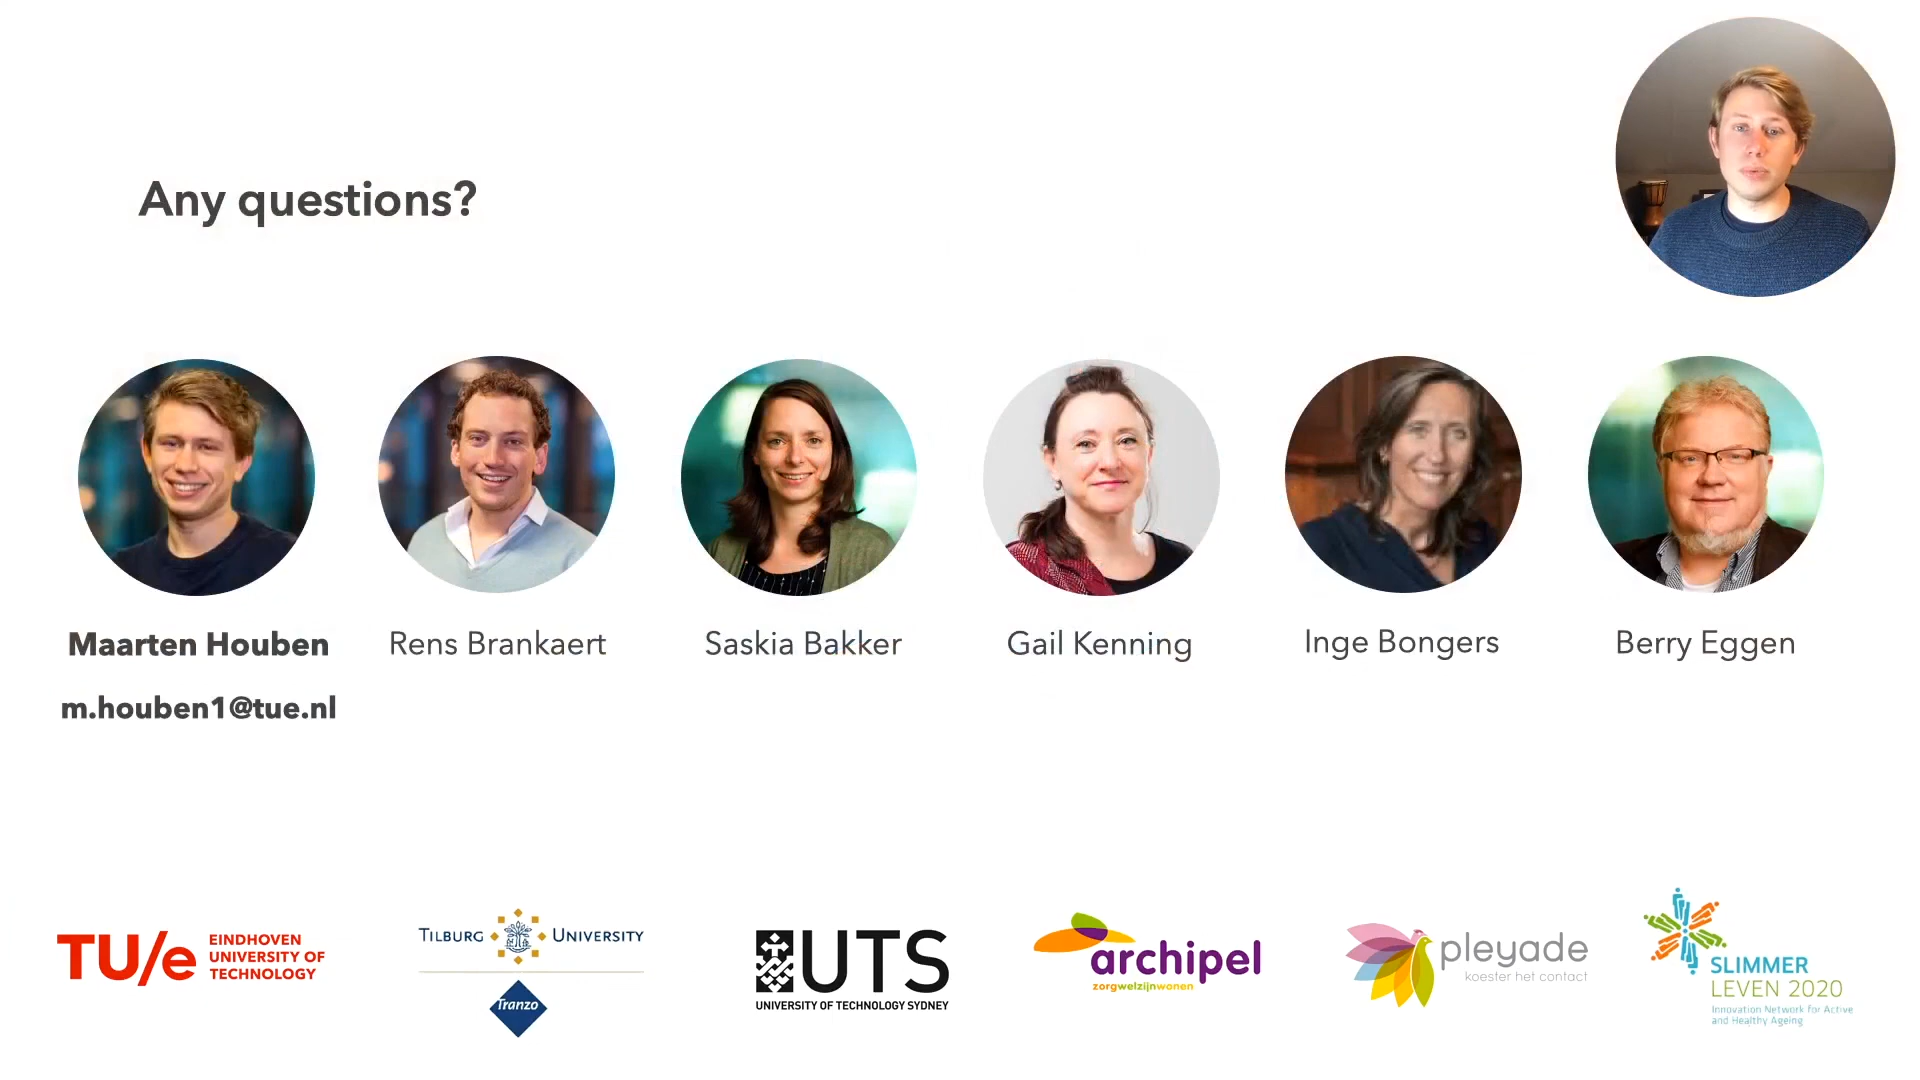 Any questions?
Maarten Houben
Rens Brankaert
Saskia Bakker
Gail Kenning
Inge Bongers
Berry Eggen
m.houben1@tue.nl
TU/e
EINDHOVEN
UNIVERSITY OF
TECHNOLOGY
TILBURG UNIVERSITY
Tranzo
UTS
UNIVERSITY OF TECHNOLOGY SYDNEY
archipel
zorgwelzijnwonen
pleyade
koester het contact
SLIMMER
LEVEN 2020
Innovation Network for Active
and Healthy Ageing